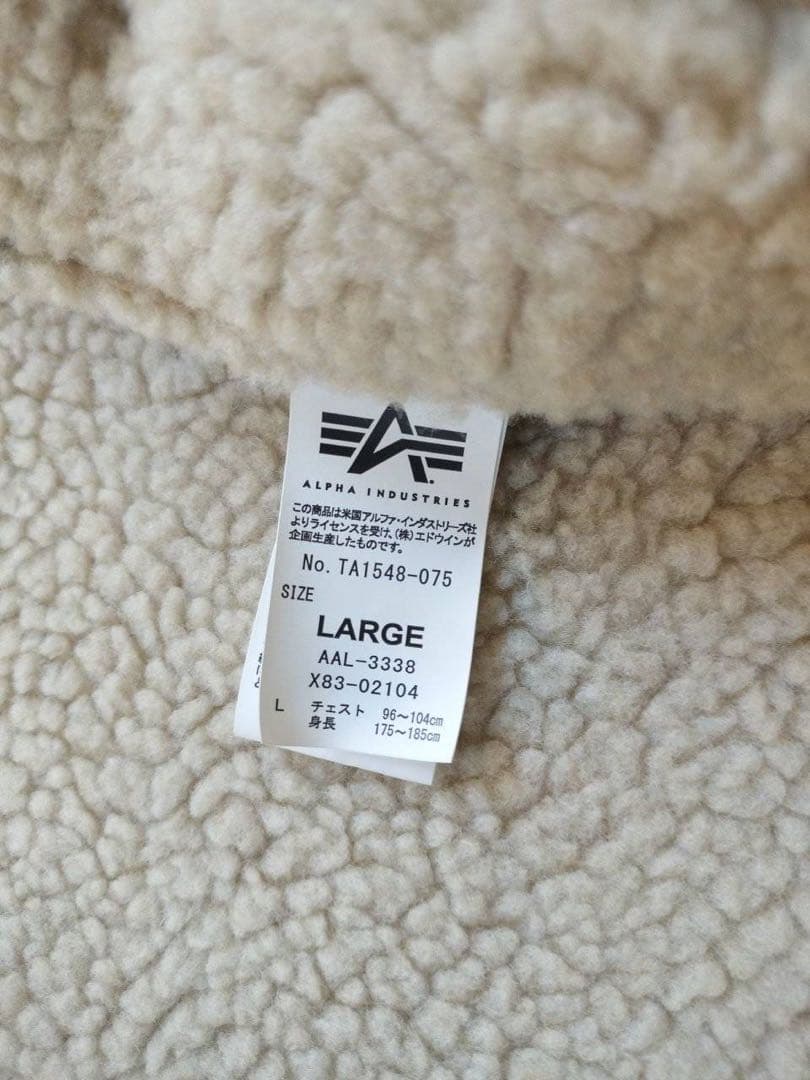 ALPHA INDUSTRIES
この商品は米国アルファ・インダストリーズ社
よりライセンスを受け、(株)エドウインが
企画生産したものです。
No. TA1548-075
SIZE
LARGE
AAL-3338
X83-02104
L チェスト 96〜104cm
身長 175〜185cm